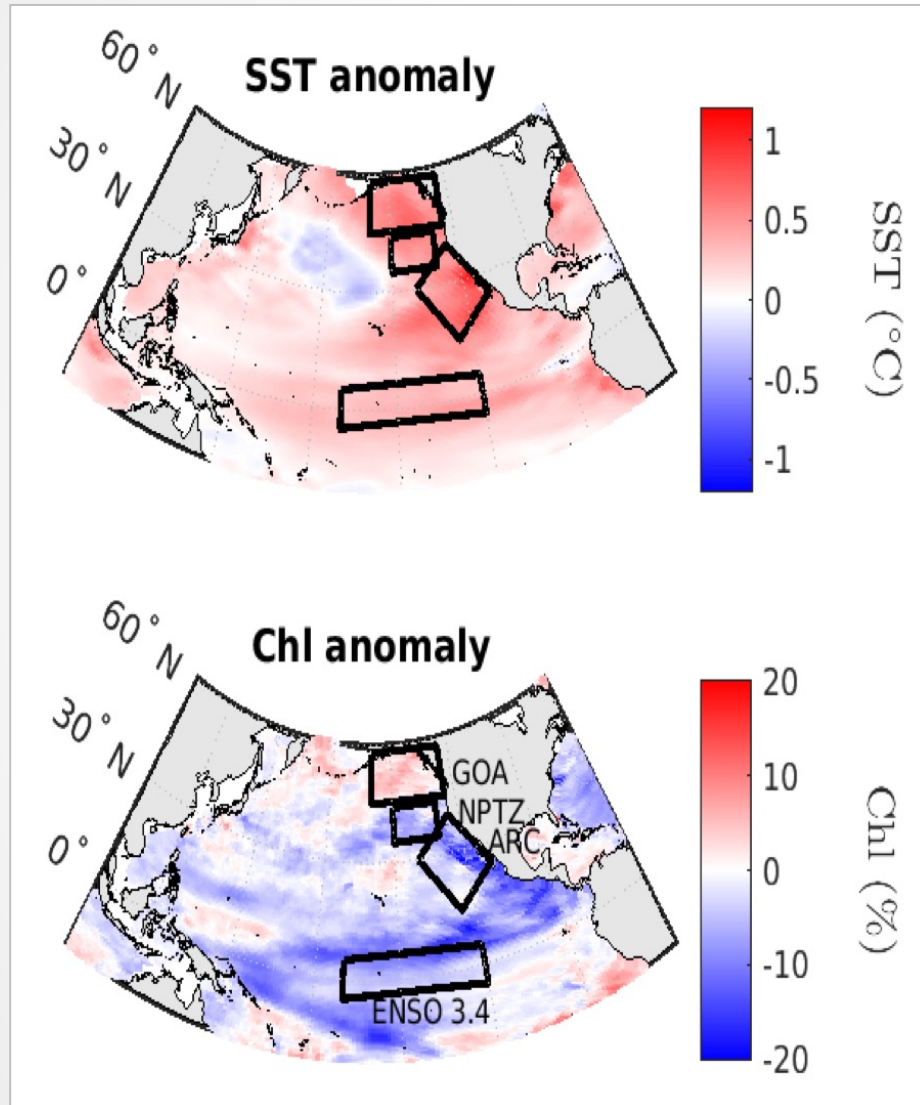 SST anomaly
60° N
30° N
0°
1
0.5
0
-0.5
-1
SST (°C)
Chl anomaly
60° N
30° N
0°
GOA
NPTZ
ARC
ENSO 3.4
20
10
0
-10
-20
Chl (%)